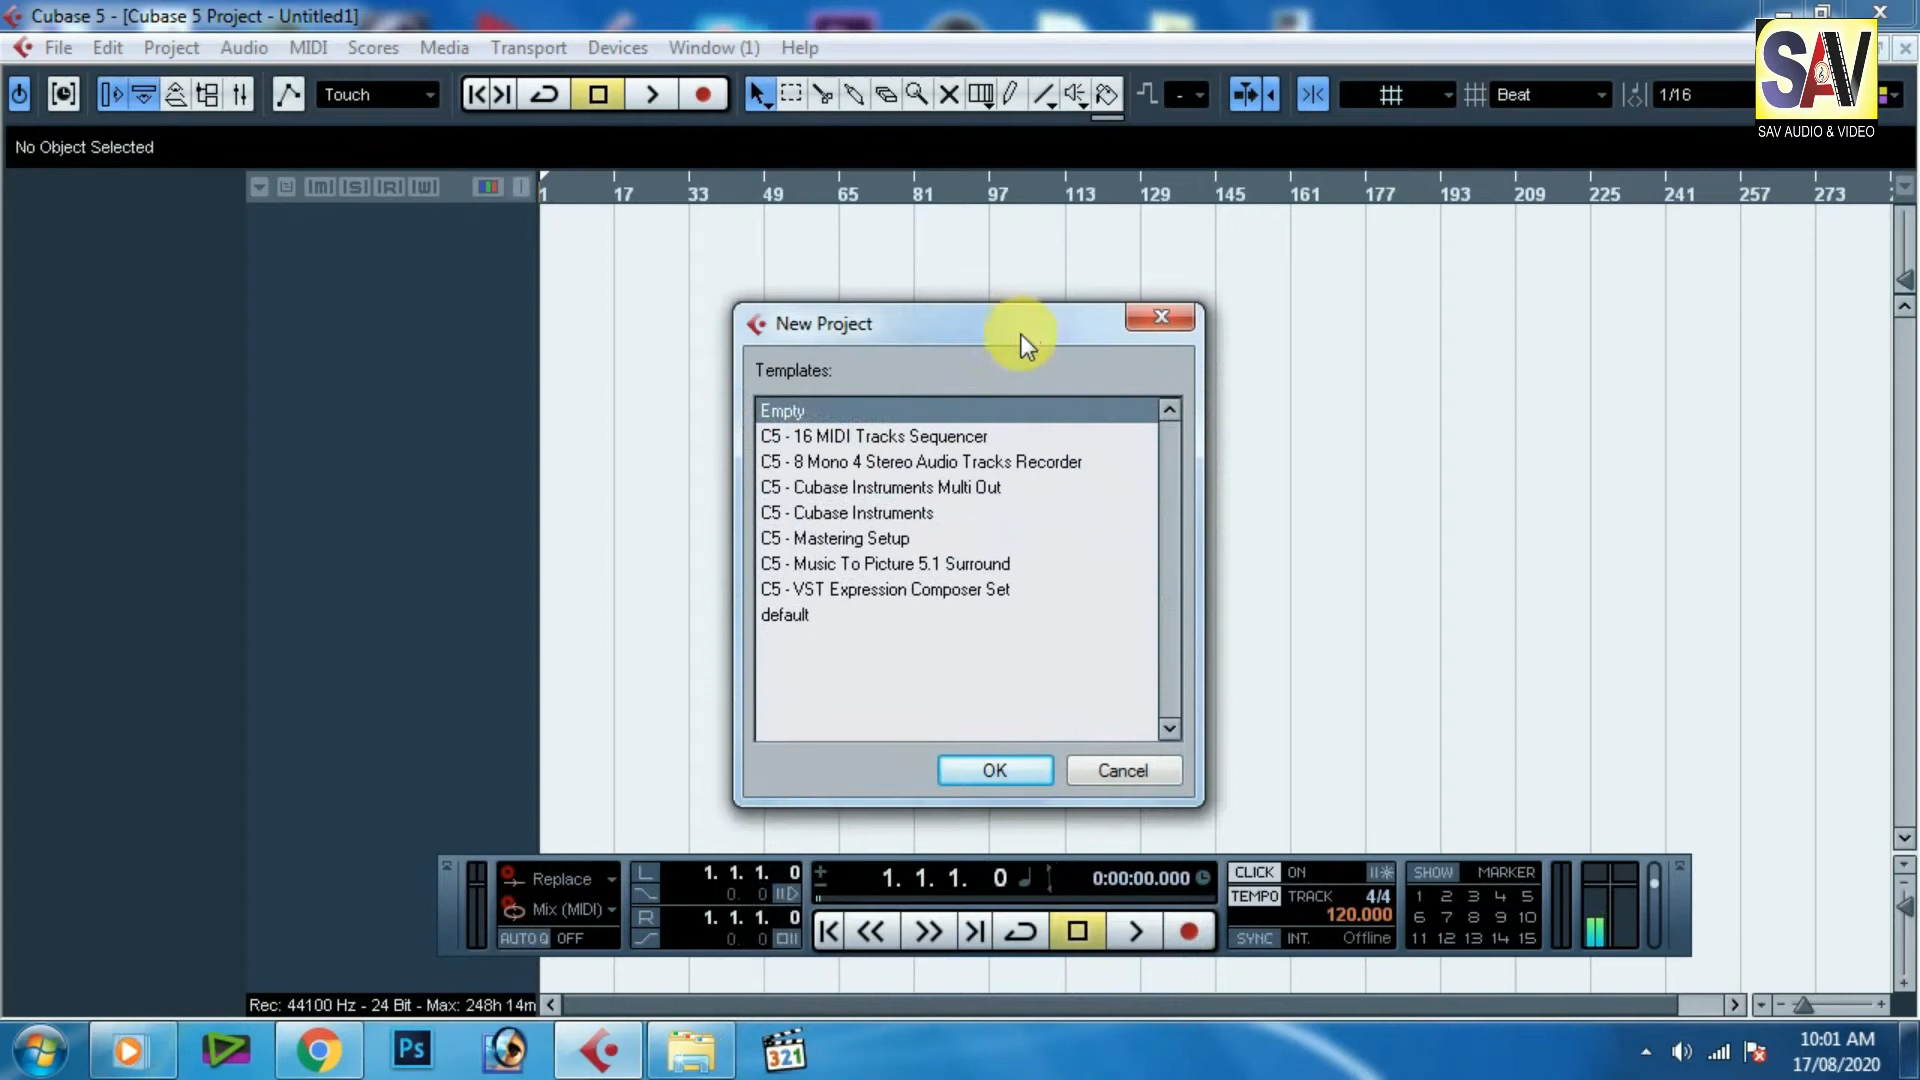 Cubase 5 - [Cubase 5 Project - Untitled1]
File Edit Project Audio MIDI Scores Media Transport Devices Window (1) Help
Touch - Beat 1/16
SAV
SAV AUDIO & VIDEO
No Object Selected
M S R W
1 17 33 49 65 81 97 113 129 145 161 177 193 209 225 241 257 273
New Project
Templates:
Empty
C5 - 16 MIDI Tracks Sequencer
C5 - 8 Mono 4 Stereo Audio Tracks Recorder
C5 - Cubase Instruments Multi Out
C5 - Cubase Instruments
C5 - Mastering Setup
C5 - Music To Picture 5.1 Surround
C5 - VST Expression Composer Set
default
OK Cancel
Replace L 1. 1. 1. 0 1. 1. 1. 0 0:00:00.000 CLICK ON SHOW MARKER
0. 0 TEMPO TRACK 4/4 1 2 3 4 5
Mix (MIDI) R 1. 1. 1. 0 120.000 6 7 8 9 10
AUTO Q OFF 0. 0 SYNC INT. Offline 11 12 13 14 15
Rec: 44100 Hz - 24 Bit - Max: 248h 14m
Ps 321
10:01 AM
17/08/2020